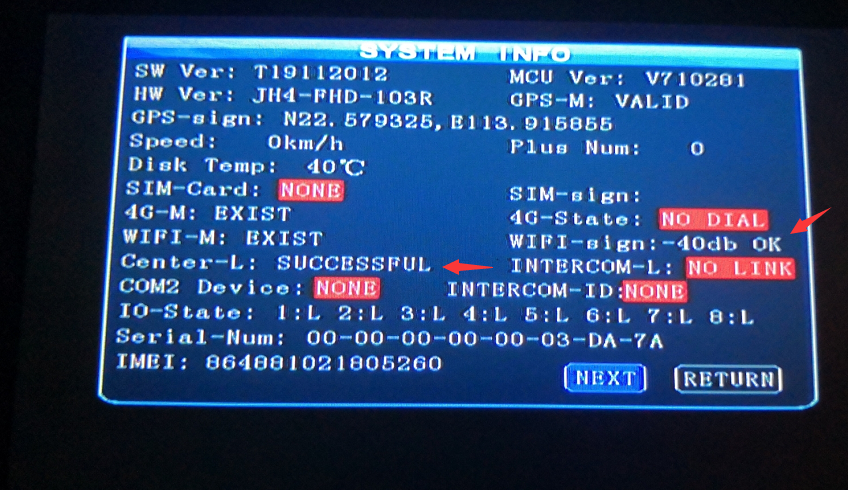 SYSTEM INFO
SW Ver: T19112012 MCU Ver: V710281
HW Ver: JH4-FHD-103R GPS-M: VALID
GPS-sign: N22.579325,E113.915855
Speed: 0km/h Plus Num: 0
Disk Temp: 40℃
SIM-Card: NONE SIM-sign:
4G-M: EXIST 4G-State: NO DIAL
WIFI-M: EXIST WIFI-sign:-40db OK
Center-L: SUCCESSFUL INTERCOM-L: NO LINK
COM2 Device: NONE INTERCOM-ID:NONE
IO-State: 1:L 2:L 3:L 4:L 5:L 6:L 7:L 8:L
Serial-Num: 00-00-00-00-00-03-DA-7A
IMEI: 864881021805260
NEXT RETURN